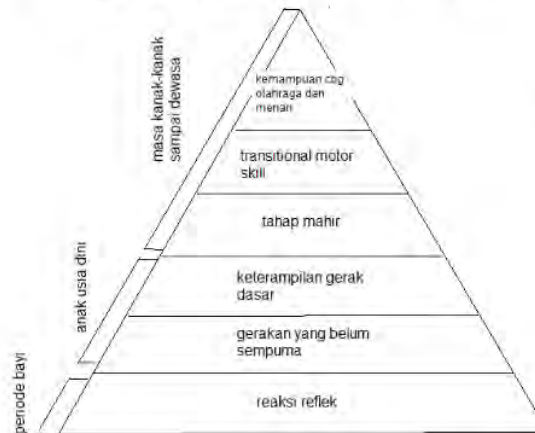 kemampuan cbg
olahraga dan
menari
transitional motor
skill
tahap mahir
keterampilan gerak
dasar
gerakan yang belum
sempurna
reaksi reflek
masa kanak-kanak
sampai dewasa
anak usia dini
periode bayi